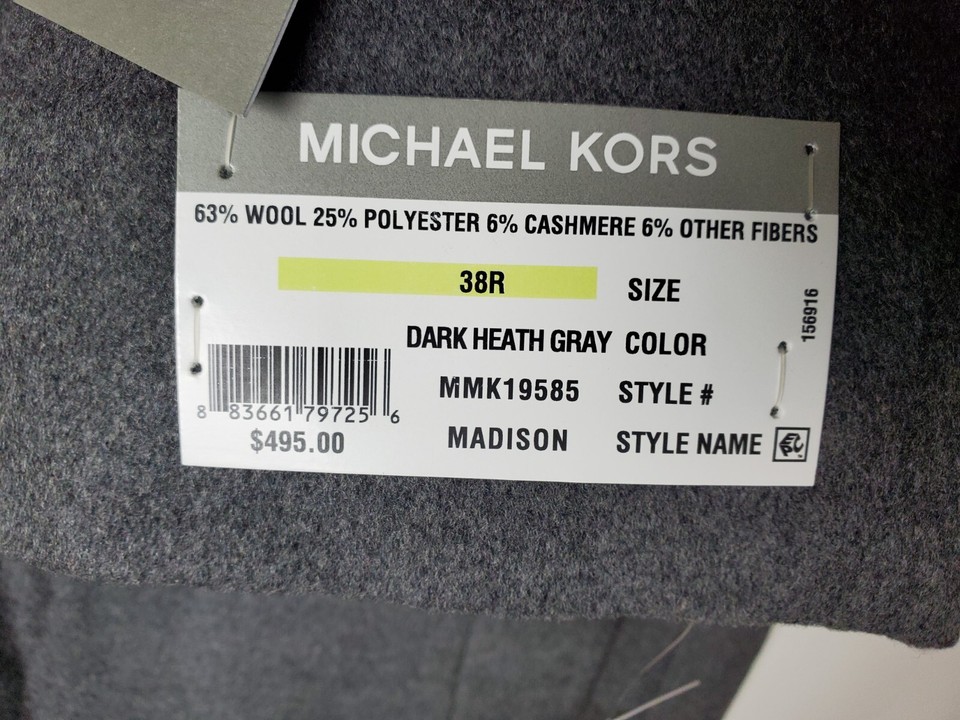 MICHAEL KORS
63% WOOL 25% POLYESTER 6% CASHMERE 6% OTHER FIBERS
38R SIZE
156916
DARK HEATH GRAY COLOR
MMK19585 STYLE #
8 83661 79725 6
$495.00 MADISON STYLE NAME